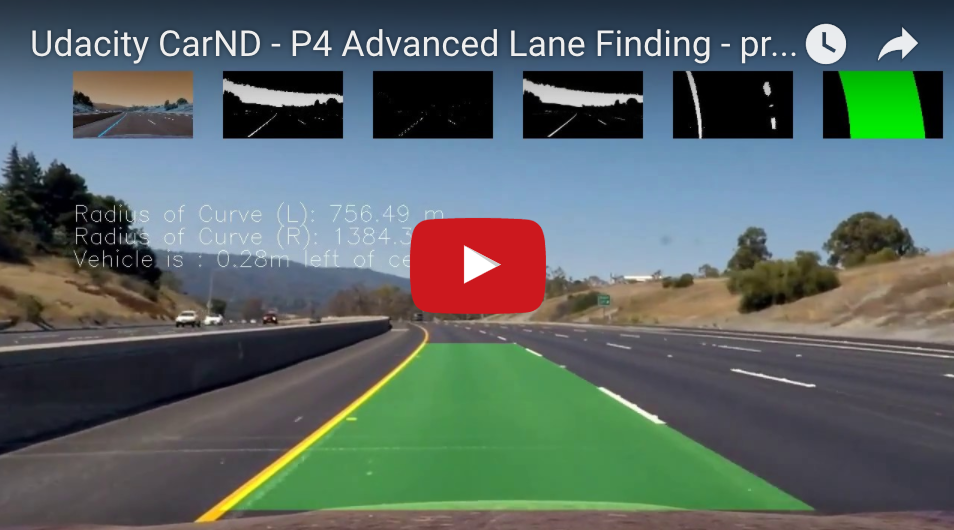 Udacity CarND - P4 Advanced Lane Finding - pr...
Radius of Curve (L): 756.49 m
Radius of Curve (R): 1384.3
Vehicle is : 0.28m left of ce